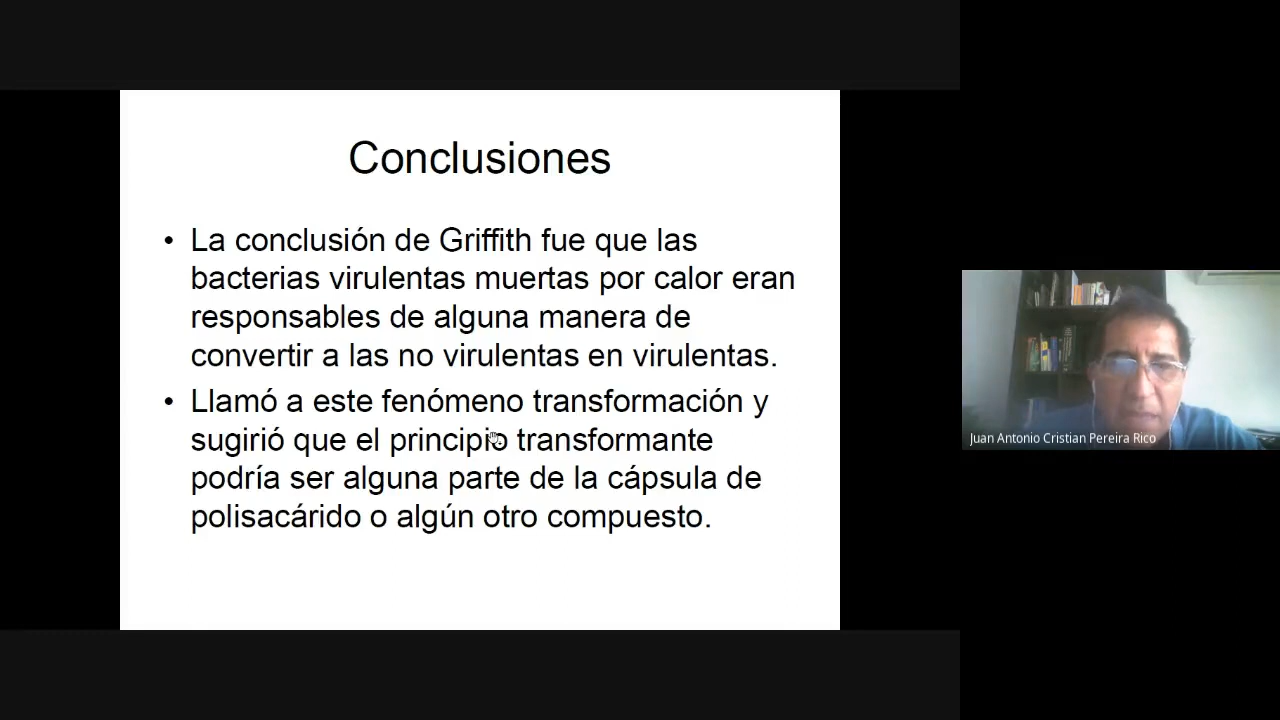 Conclusiones
• La conclusión de Griffith fue que las
bacterias virulentas muertas por calor eran
responsables de alguna manera de
convertir a las no virulentas en virulentas.
• Llamó a este fenómeno transformación y
sugirió que el principio transformante
podría ser alguna parte de la cápsula de
polisacárido o algún otro compuesto.
Juan Antonio Cristian Pereira Rico